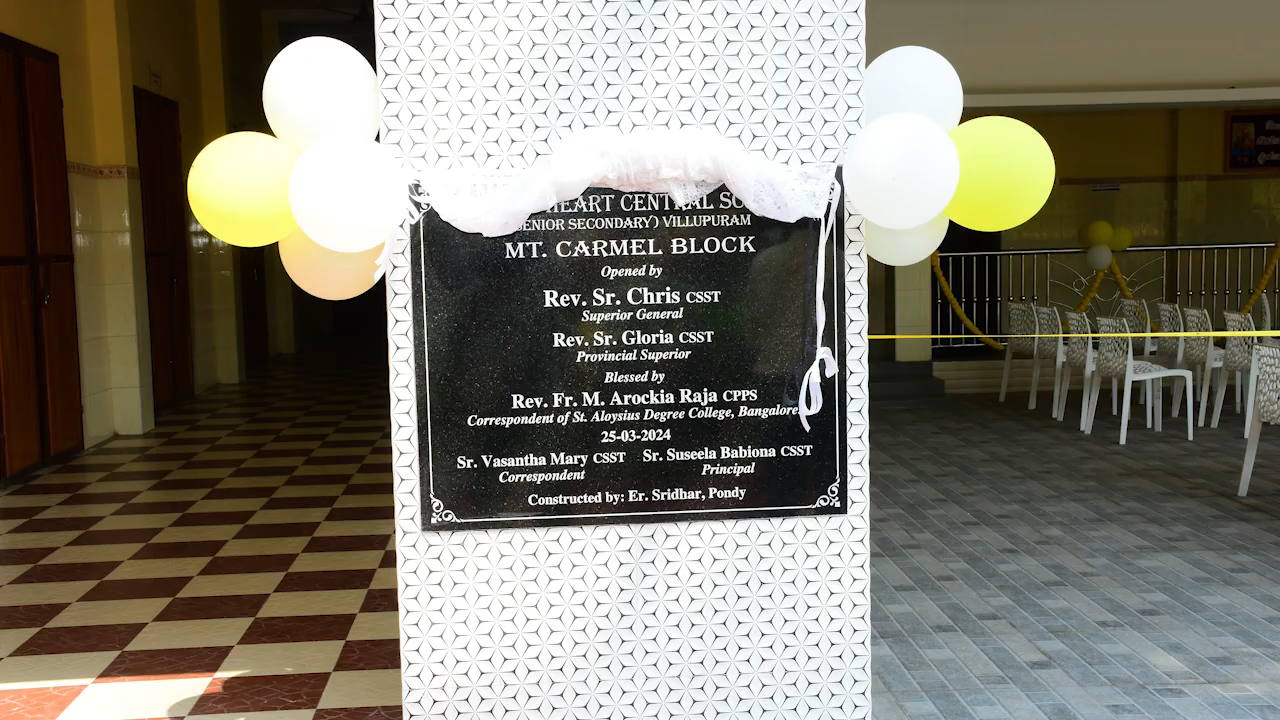 HEART CENTRAL
SENIOR SECONDARY) VILLUPURAM
MT. CARMEL BLOCK
Opened by
Rev. Sr. Chris CSST
Superior General
Rev. Sr. Gloria CSST
Provincial Superior
Blessed by
Rev. Fr. M. Arockia Raja CPPS
Correspondent of St. Aloysius Degree College, Bangalore.
25-03-2024
Sr. Vasantha Mary CSST Sr. Suseela Babiona CSST
Correspondent Principal
Constructed by: Er. Sridhar, Pondy